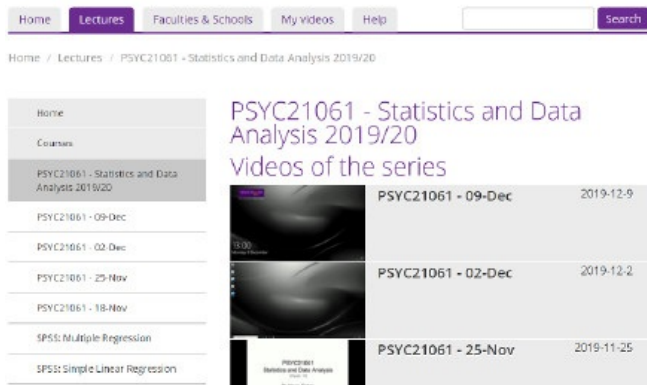 Home Lectures Faculties & Schools My videos Help Search
Home / Lectures / PSYC21061 - Statistics and Data Analysis 2019/20
Home
Courses
PSYC21061 - Statistics and Data
Analysis 2019/20
PSYC21061 - 09-Dec
PSYC21061 - 02-Dec
PSYC21061 - 25-Nov
PSYC21061 - 18-Nov
SPSS: Multiple Regression
SPSS: Simple Linear Regression
PSYC21061 - Statistics and Data
Analysis 2019/20
Videos of the series
13:00
PSYC21061 - 09-Dec 2019-12-9
PSYC21061 - 02-Dec 2019-12-2
PSYC21061
Statistics and Data Analysis
PSYC21061 - 25-Nov 2019-11-25